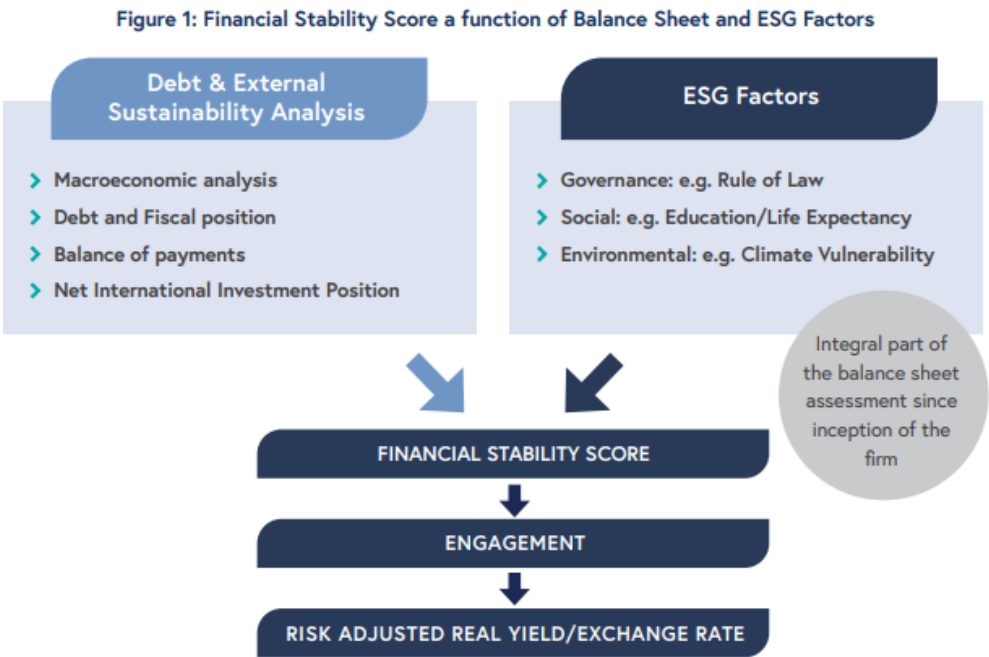 Figure 1: Financial Stability Score a function of Balance Sheet and ESG Factors
Debt & External
Sustainability Analysis
Macroeconomic analysis
Debt and Fiscal position
Balance of payments
Net International Investment Position
ESG Factors
Governance: e.g. Rule of Law
Social: e.g. Education/Life Expectancy
Environmental: e.g. Climate Vulnerability
Integral part of
the balance sheet
assessment since
inception of the
firm
FINANCIAL STABILITY SCORE
ENGAGEMENT
RISK ADJUSTED REAL YIELD/EXCHANGE RATE